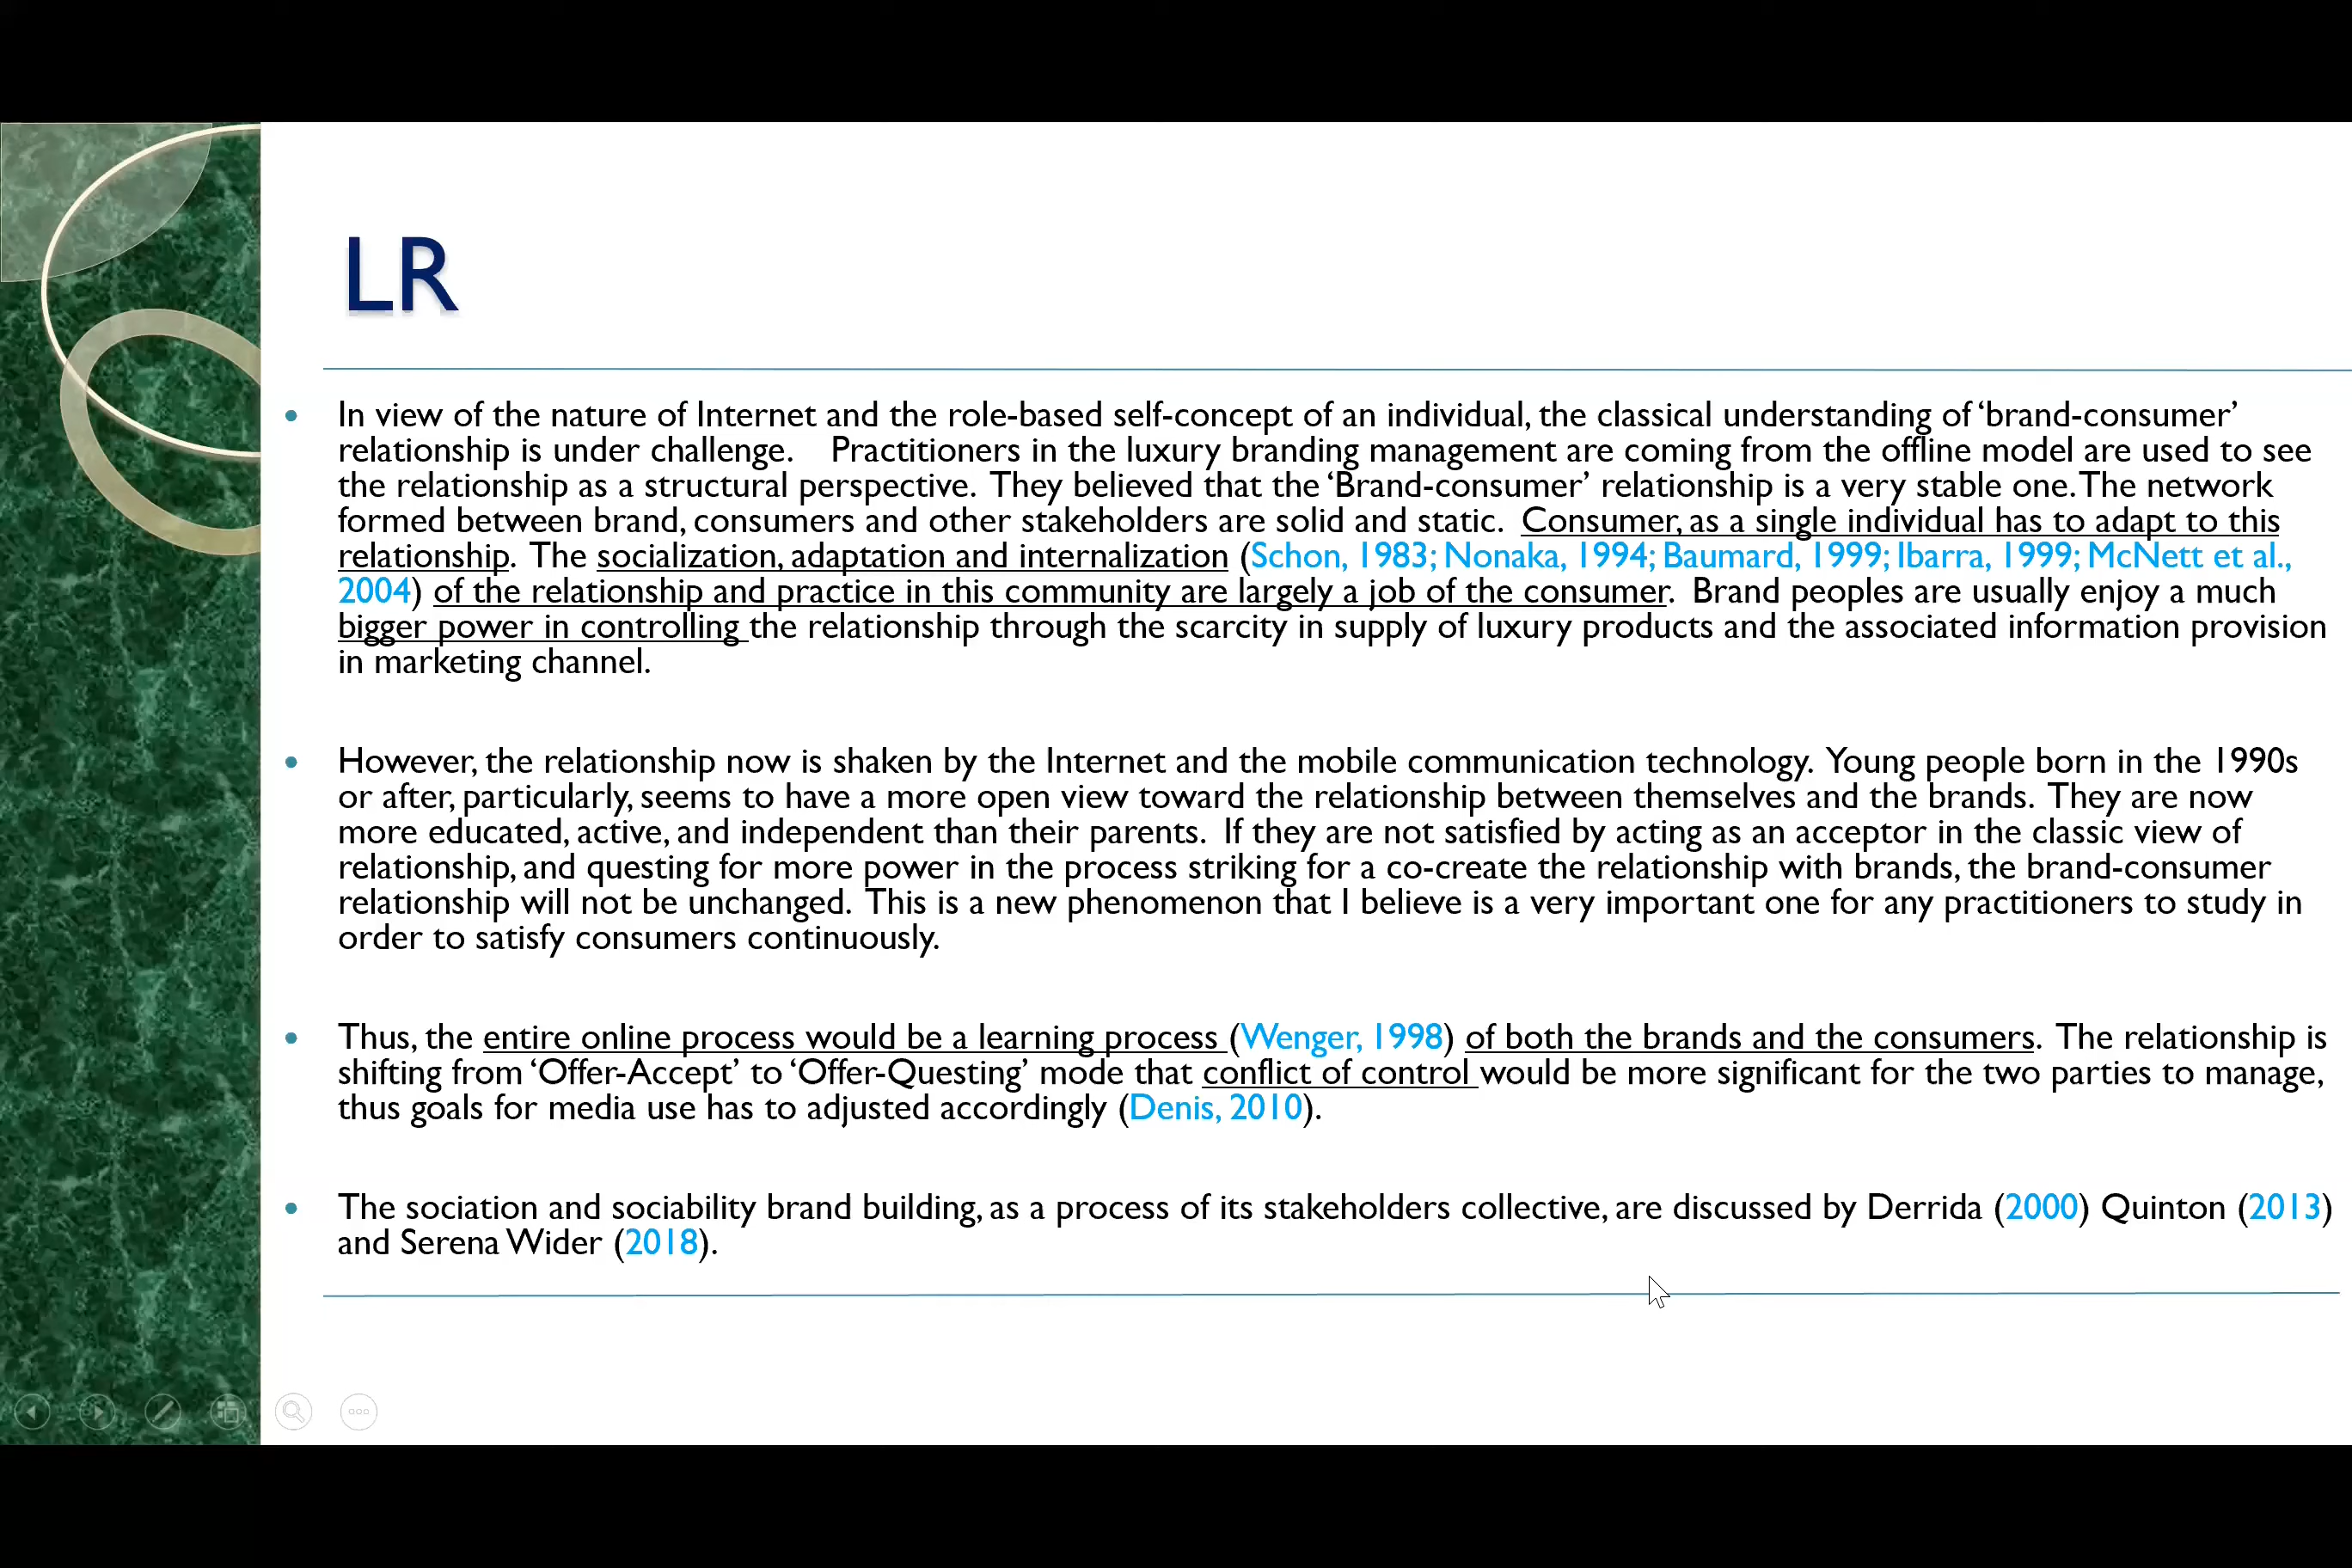 LR
In view of the nature of Internet and the role-based self-concept of an individual, the classical understanding of ‘brand-consumer’
relationship is under challenge.    Practitioners in the luxury branding management are coming from the offline model are used to see
the relationship as a structural perspective. They believed that the ‘Brand-consumer’ relationship is a very stable one. The network
formed between brand, consumers and other stakeholders are solid and static.  Consumer, as a single individual has to adapt to this
relationship.  The socialization, adaptation and internalization (Schon, 1983; Nonaka, 1994; Baumard, 1999; Ibarra, 1999; McNett et al.,
2004) of the relationship and practice in this community are largely a job of the consumer.  Brand peoples are usually enjoy a much
bigger power in controlling the relationship through the scarcity in supply of luxury products and the associated information provision
in marketing channel.
However, the relationship now is shaken by the Internet and the mobile communication technology. Young people born in the 1990s
or after, particularly, seems to have a more open view toward the relationship between themselves and the brands.  They are now
more educated, active, and independent than their parents.  If they are not satisfied by acting as an acceptor in the classic view of
relationship, and questing for more power in the process striking for a co-create the relationship with brands, the brand-consumer
relationship will not be unchanged. This is a new phenomenon that I believe is a very important one for any practitioners to study in
order to satisfy consumers continuously.
Thus, the entire online process would be a learning process (Wenger, 1998) of both the brands and the consumers.  The relationship is
shifting from ‘Offer-Accept’ to ‘Offer-Questing’ mode that conflict of control would be more significant for the two parties to manage,
thus goals for media use has to adjusted accordingly (Denis, 2010).
The sociation and sociability brand building, as a process of its stakeholders collective, are discussed by Derrida (2000) Quinton (2013)
and Serena Wider (2018).